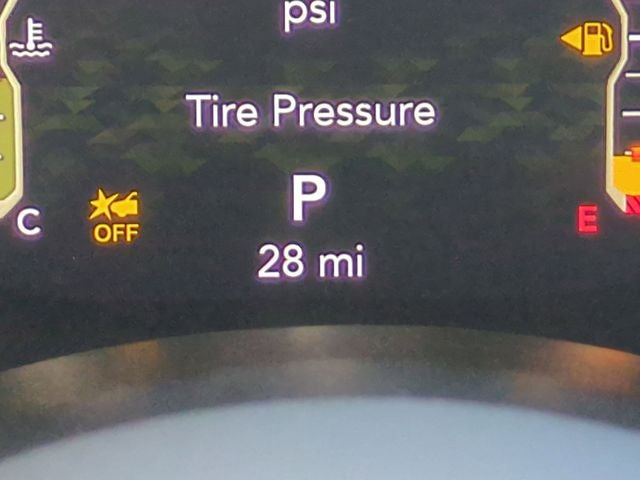 psi
Tire Pressure
P
C
OFF
E
28 mi